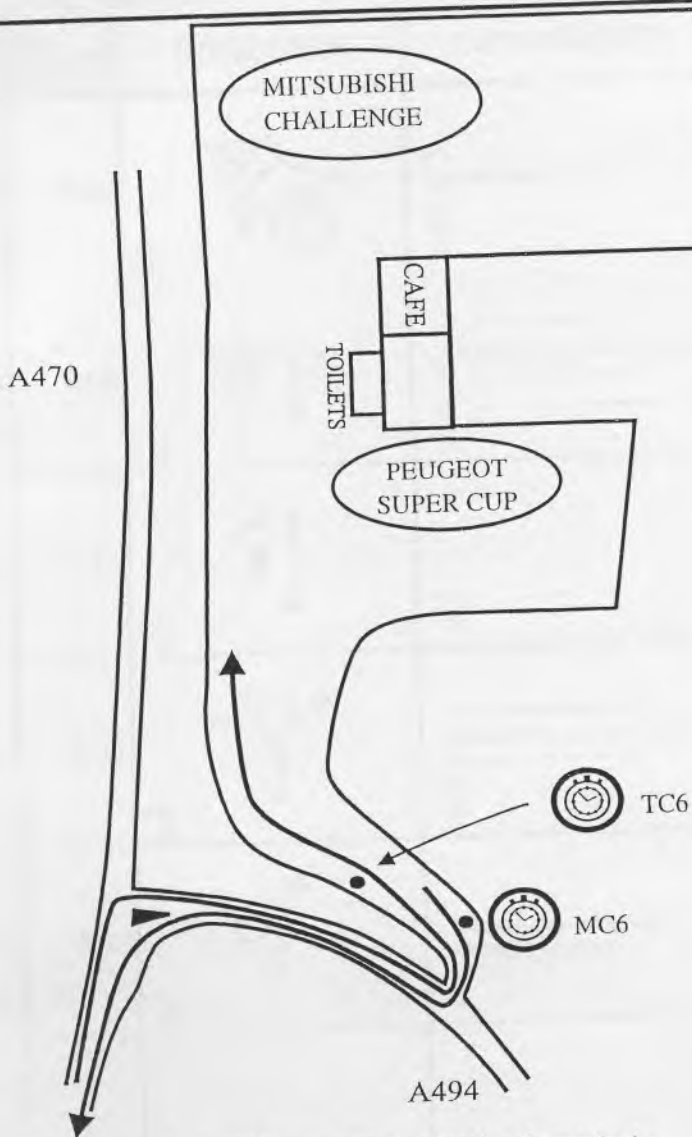 MITSUBISHI
CHALLENGE
CAFE
A470
TOILETS
PEUGEOT
SUPER CUP
TC6
MC6
A494